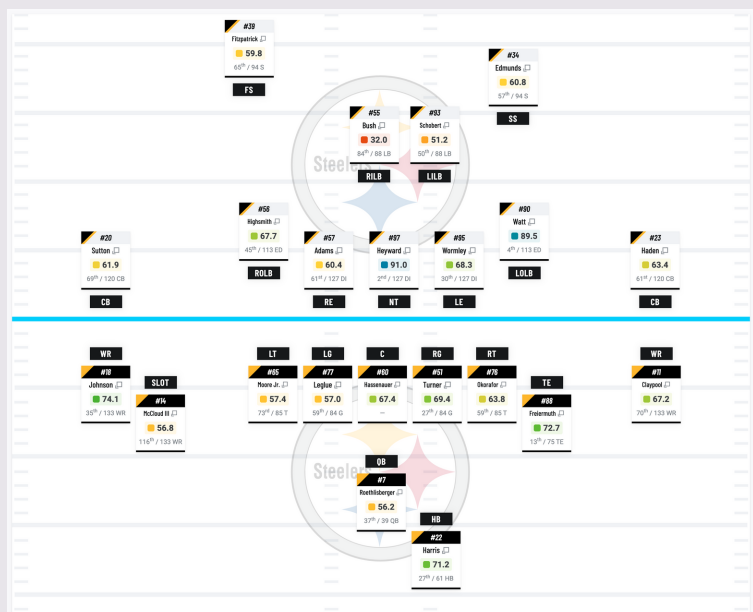 #39
Fitzpatrick
59.8
65th / 94 S
FS
#34
Edmunds
60.8
57th / 94 S
SS
#55
Bush
32.0
84th / 88 LB
RILB
#93
Schobert
51.2
50th / 88 LB
LILB
Steelers
#20
Sutton
61.9
69th / 120 CB
CB
#56
Highsmith
67.7
45th / 113 ED
ROLB
#57
Adams
60.4
61st / 127 DI
RE
#97
Heyward
91.0
2nd / 127 DI
NT
#95
Wormley
68.3
30th / 127 DI
LE
#90
Watt
89.5
4th / 113 ED
LOLB
#23
Haden
63.4
61st / 120 CB
CB
WR
#18
Johnson
74.1
35th / 133 WR
SLOT
#14
McCloud III
56.8
116th / 133 WR
LT
#65
Moore Jr.
57.4
73rd / 85 T
LG
#77
Leglue
57.0
59th / 84 G
C
#60
Hassenauer
67.4
–
RG
#51
Turner
69.4
27th / 84 G
RT
#76
Okorafor
63.8
59th / 85 T
TE
#88
Freiermuth
72.7
13th / 75 TE
WR
#11
Claypool
67.2
70th / 133 WR
Steelers
QB
#7
Roethlisberger
56.2
37th / 39 QB
HB
#22
Harris
71.2
27th / 61 HB